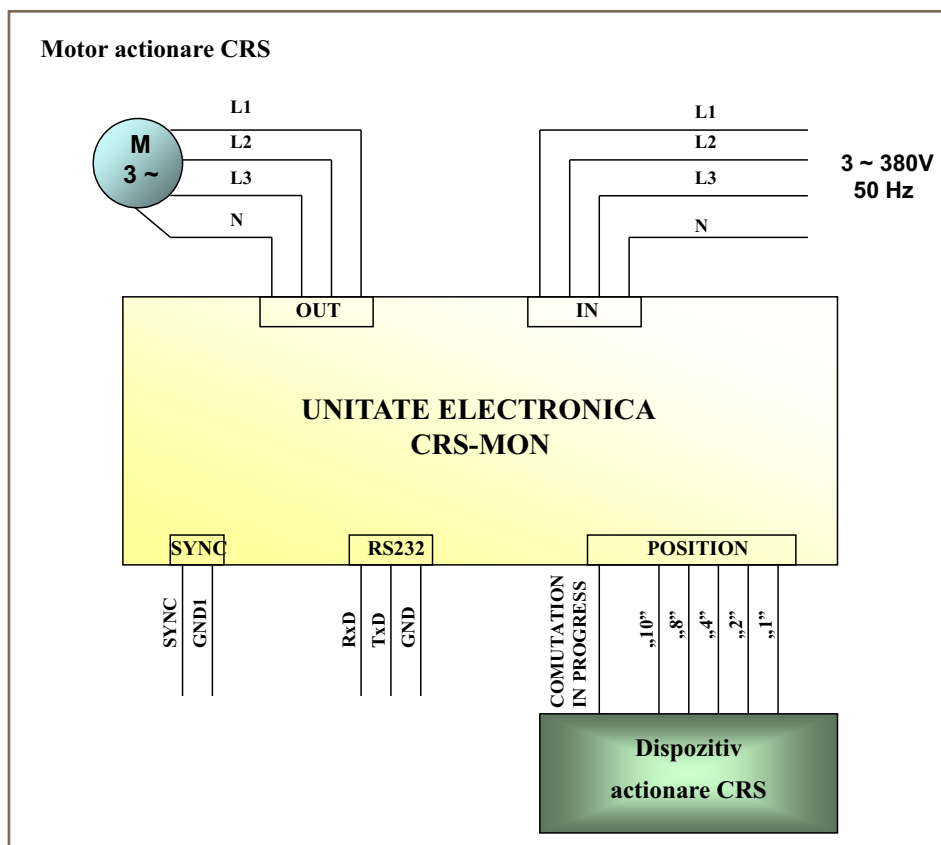 Motor actionare CRS
M
3 ~
L1
L2
L3
N
L1
L2
L3
N
3 ~ 380V
50 Hz
OUT
IN
UNITATE ELECTRONICA
CRS-MON
SYNC
RS232
POSITION
SYNC
GND1
RxD
TxD
GND
COMUTATION
IN PROGRESS
„10”
„8”
„4”
„2”
„1”
Dispozitiv
actionare CRS